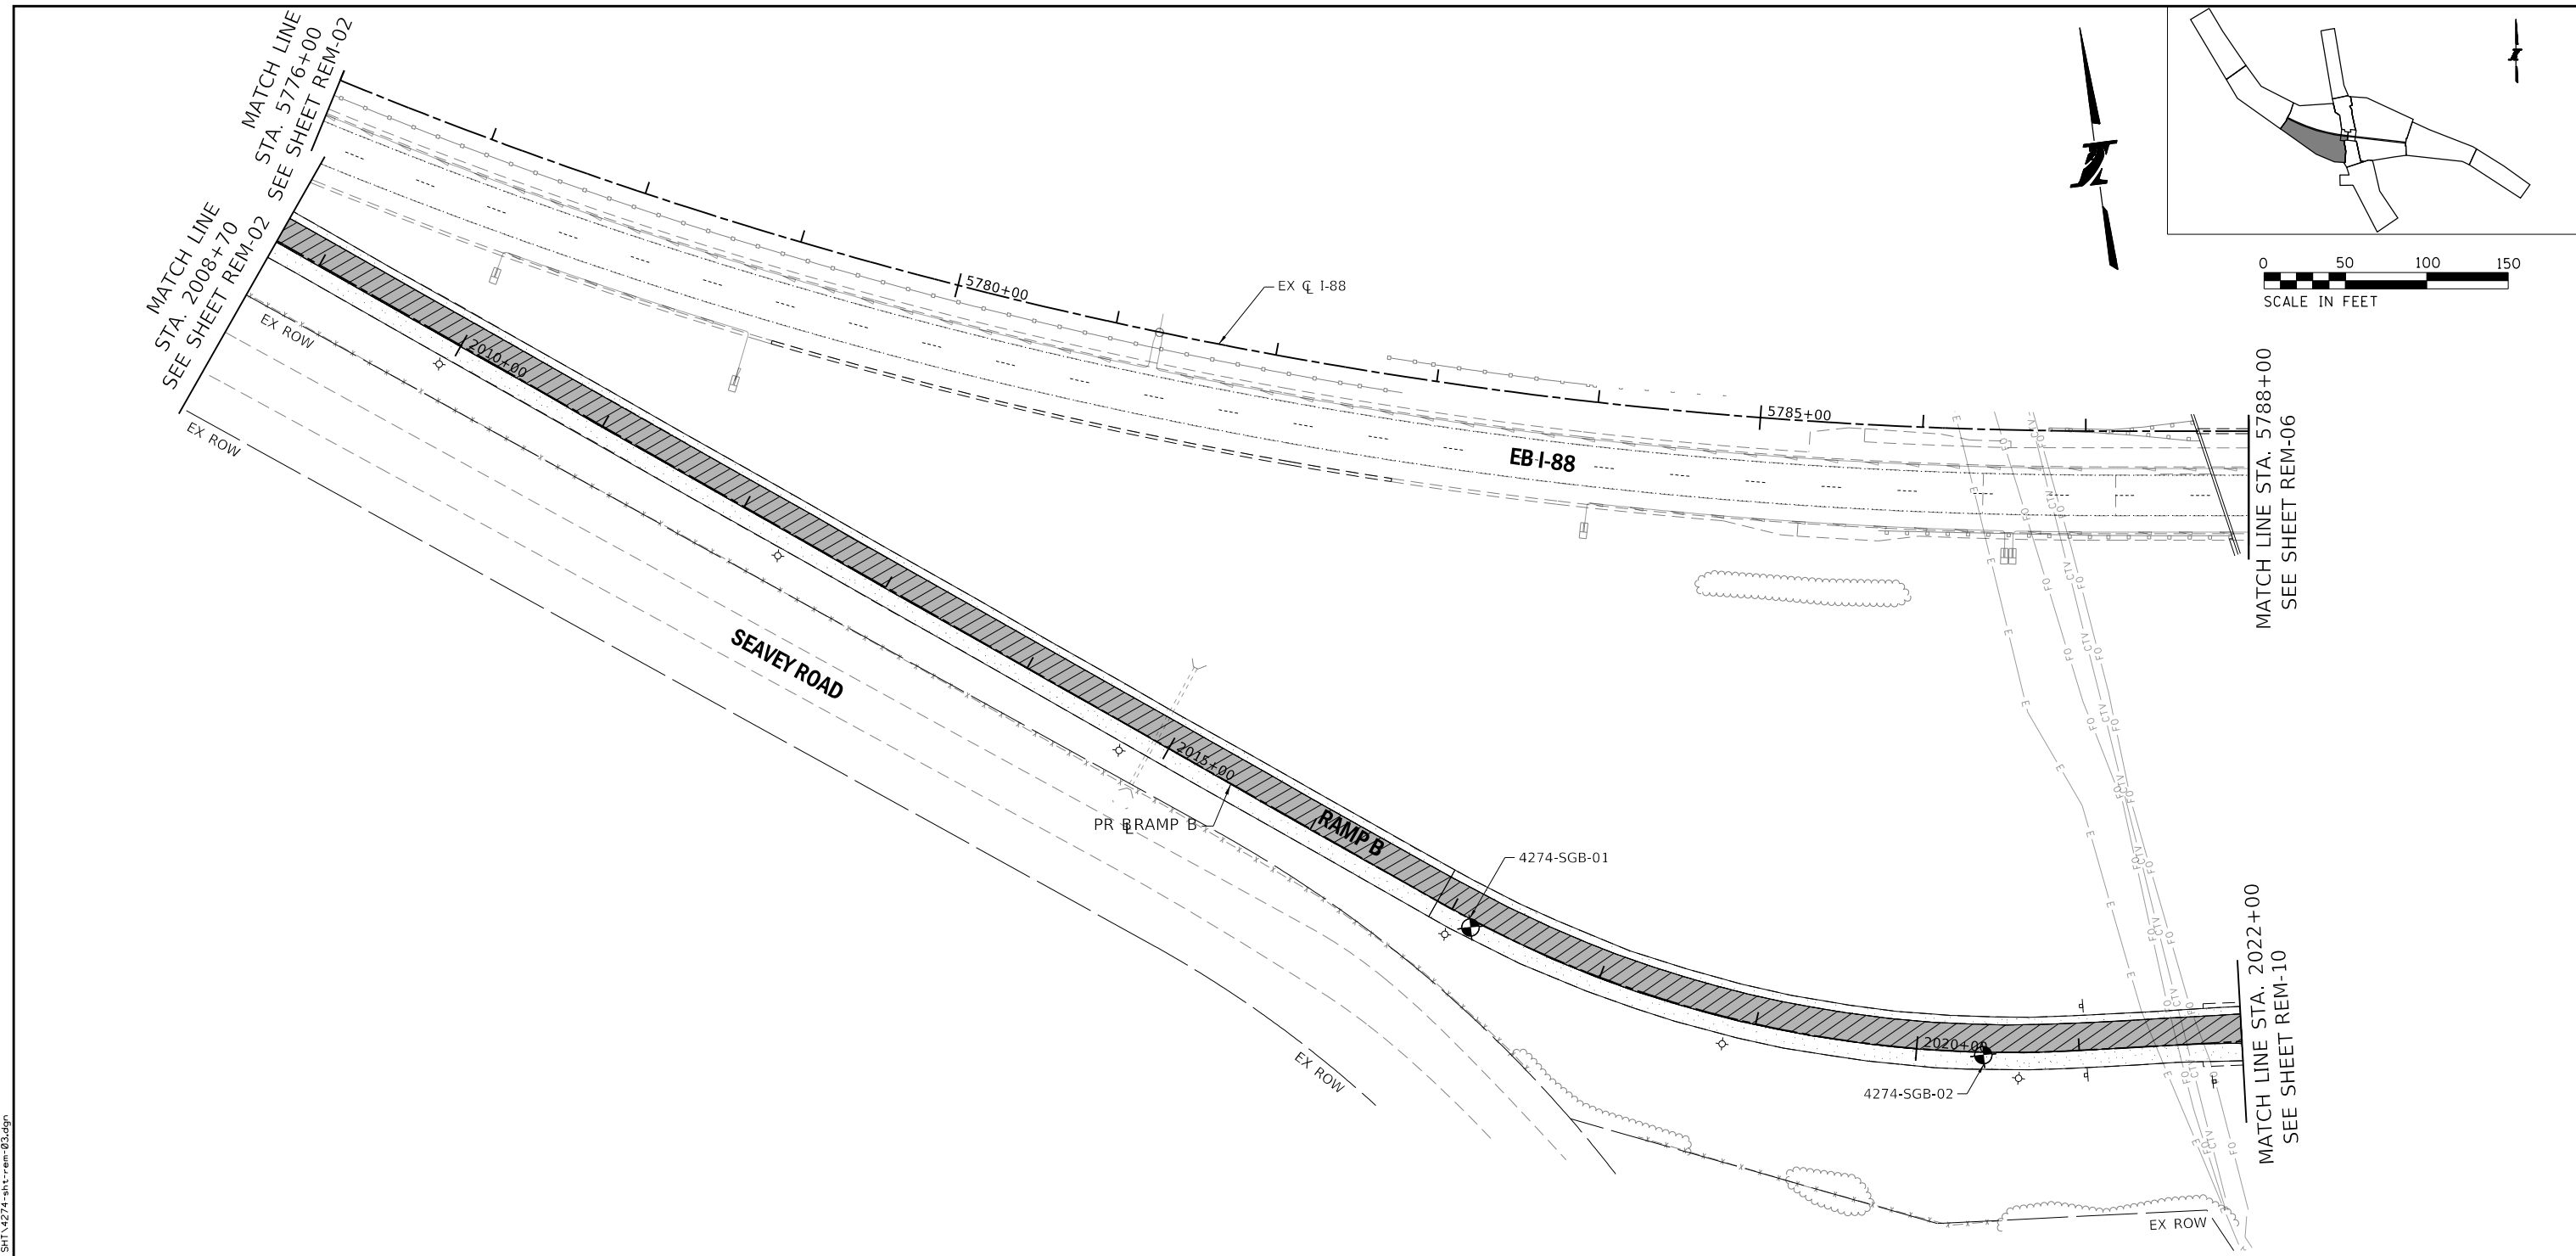 MATCH LINE
STA. 5776+00
SEE SHEET REM-02
MATCH LINE
STA. 2008+70
SEE SHEET REM-02
0 50 100 150
SCALE IN FEET
5780+00
EX ℄ I-88
5785+00
EB I-88
MATCH LINE STA. 5788+00
SEE SHEET REM-06
EX ROW
2010+00
EX ROW
SEAVEY ROAD
2015+00
PR BL RAMP B
RAMP B
4274-SGB-01
2020+00
4274-SGB-02
MATCH LINE STA. 2022+00
SEE SHEET REM-10
EX ROW
EX ROW
E
FO
CTV
SHT\4274-sht-rem-03.dgn